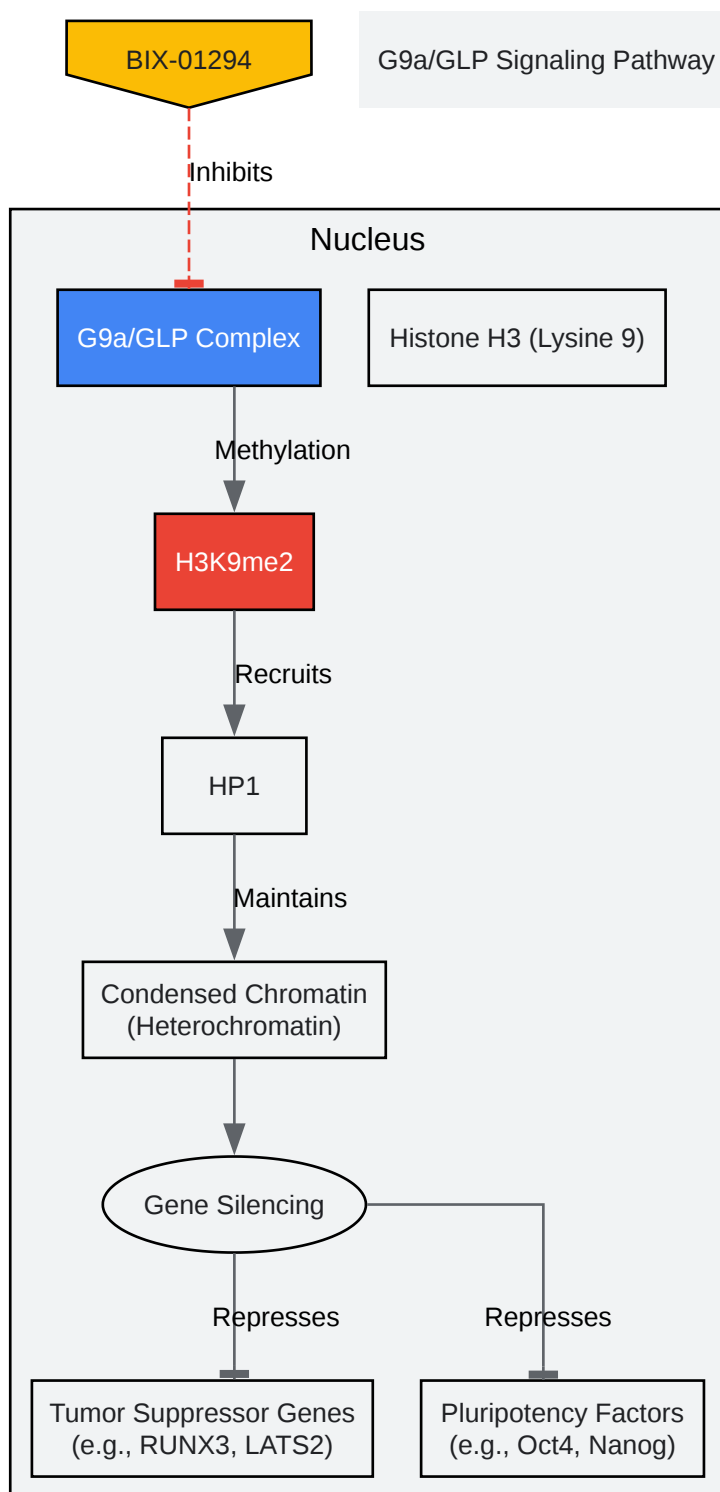 BIX-01294
G9a/GLP Signaling Pathway
Inhibits
Nucleus
G9a/GLP Complex
Histone H3 (Lysine 9)
Methylation
H3K9me2
Recruits
HP1
Maintains
Condensed Chromatin
(Heterochromatin)
Gene Silencing
Represses
Represses
Tumor Suppressor Genes
(e.g., RUNX3, LATS2)
Pluripotency Factors
(e.g., Oct4, Nanog)